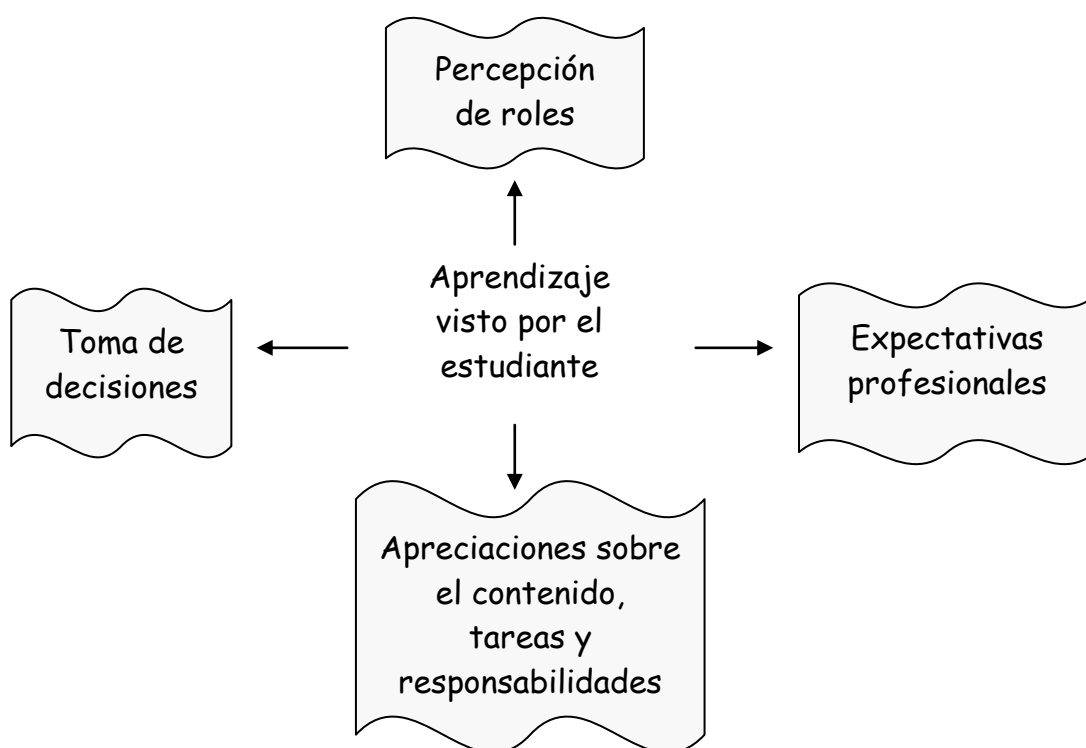 Percepción
de roles
Aprendizaje
visto por el
estudiante
Toma de
decisiones
Expectativas
profesionales
Apreciaciones sobre
el contenido,
tareas y
responsabilidades